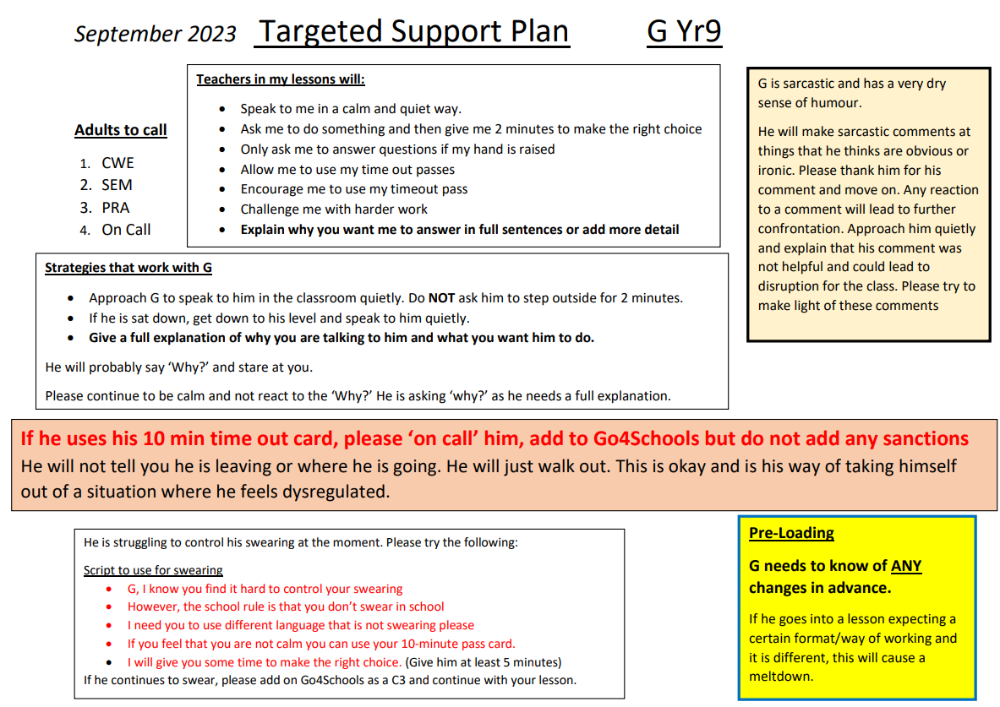 September 2023 Targeted Support Plan G Yr9
Adults to call
1. CWE
2. SEM
3. PRA
4. On Call
Teachers in my lessons will:
• Speak to me in a calm and quiet way.
• Ask me to do something and then give me 2 minutes to make the right choice
• Only ask me to answer questions if my hand is raised
• Allow me to use my time out passes
• Encourage me to use my timeout pass
• Challenge me with harder work
• Explain why you want me to answer in full sentences or add more detail
G is sarcastic and has a very dry
sense of humour.
He will make sarcastic comments at
things that he thinks are obvious or
ironic. Please thank him for his
comment and move on. Any reaction
to a comment will lead to further
confrontation. Approach him quietly
and explain that his comment was
not helpful and could lead to
disruption for the class. Please try to
make light of these comments
Strategies that work with G
• Approach G to speak to him in the classroom quietly. Do NOT ask him to step outside for 2 minutes.
• If he is sat down, get down to his level and speak to him quietly.
• Give a full explanation of why you are talking to him and what you want him to do.
He will probably say ‘Why?’ and stare at you.
Please continue to be calm and not react to the ‘Why?’ He is asking ‘why?’ as he needs a full explanation.
If he uses his 10 min time out card, please ‘on call’ him, add to Go4Schools but do not add any sanctions
He will not tell you he is leaving or where he is going. He will just walk out. This is okay and is his way of taking himself
out of a situation where he feels dysregulated.
He is struggling to control his swearing at the moment. Please try the following:
Script to use for swearing
• G, I know you find it hard to control your swearing
• However, the school rule is that you don’t swear in school
• I need you to use different language that is not swearing please
• If you feel that you are not calm you can use your 10-minute pass card.
• I will give you some time to make the right choice. (Give him at least 5 minutes)
If he continues to swear, please add on Go4Schools as a C3 and continue with your lesson.
Pre-Loading
G needs to know of ANY
changes in advance.
If he goes into a lesson expecting a
certain format/way of working and
it is different, this will cause a
meltdown.